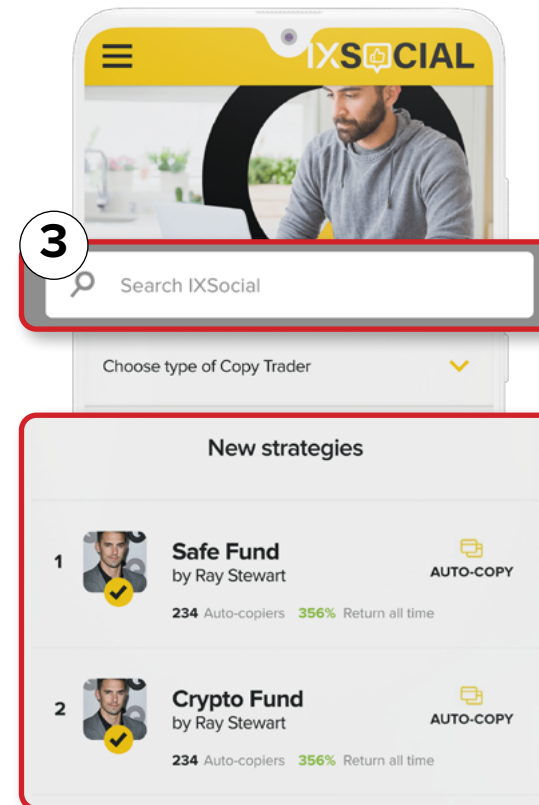 IXSOCIAL
3
Search IXSocial
Choose type of Copy Trader
New strategies
1
Safe Fund
by Ray Stewart
AUTO-COPY
234 Auto-copiers 356% Return all time
2
Crypto Fund
by Ray Stewart
AUTO-COPY
234 Auto-copiers 356% Return all time